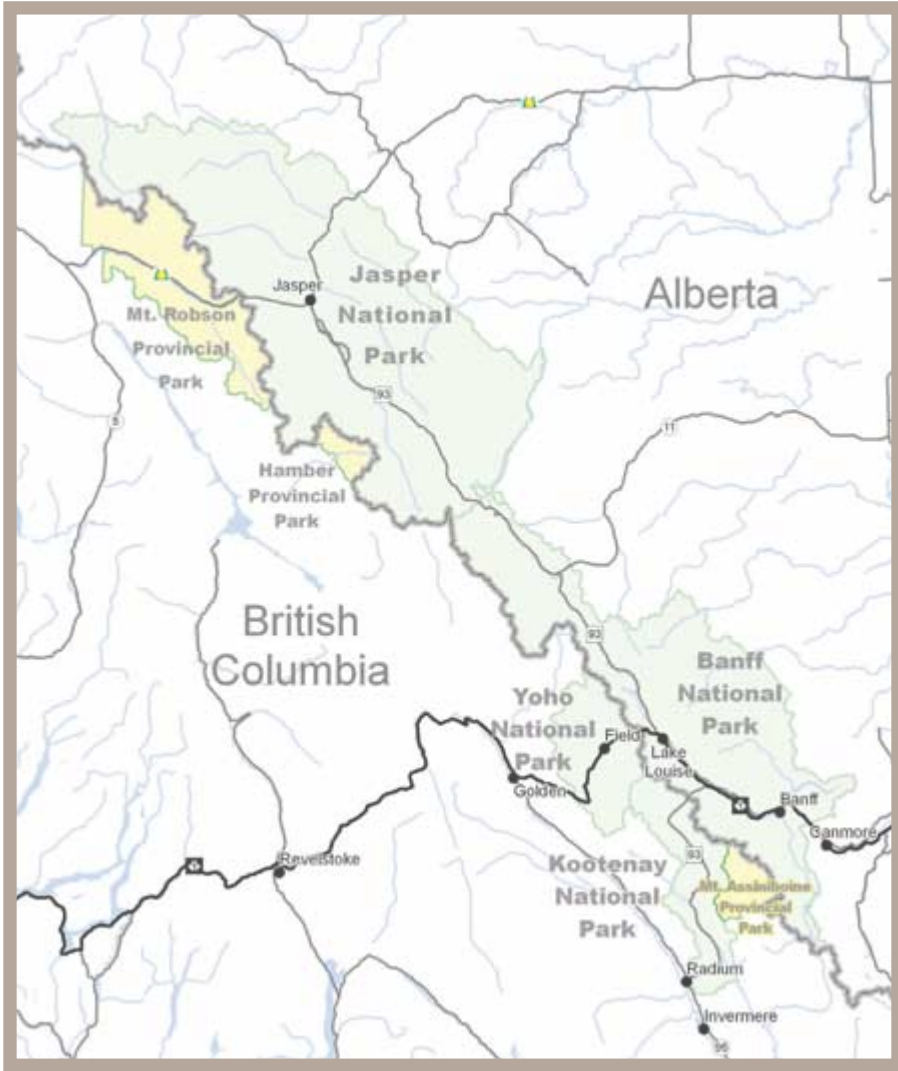 Jasper
Jasper
National
Park
Alberta
Mt. Robson
Provincial
Park
93
5
11
Hamber
Provincial
Park
British
Columbia
93
Banff
National
Park
Yoho
National
Park
Field
Lake
Louise
Golden
Banff
Canmore
Revelstoke
93
Kootenay
National
Park
Mt. Assiniboine
Provincial
Park
Radium
Invermere
95